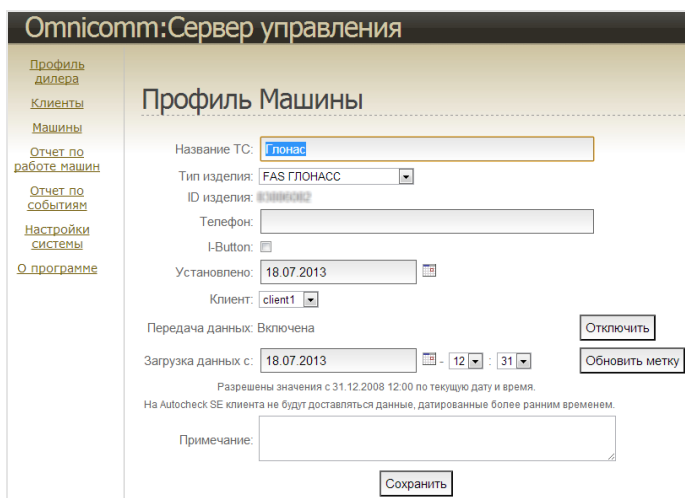 Omnicomm:Сервер управления
Профиль
дилера
Клиенты
Машины
Отчет по
работе машин
Отчет по
событиям
Настройки
системы
О программе
Профиль Машины
Название ТС: Глонас
Тип изделия: FAS ГЛОНАСС
ID изделия:
Телефон:
I-Button:
Установлено: 18.07.2013
Клиент: client1
Передача данных: Включена Отключить
Загрузка данных с: 18.07.2013 - 12 : 31 Обновить метку
Разрешены значения с 31.12.2008 12:00 по текущую дату и время.
На Autocheck SE клиента не будут доставляться данные, датированные более ранним временем.
Примечание:
Сохранить